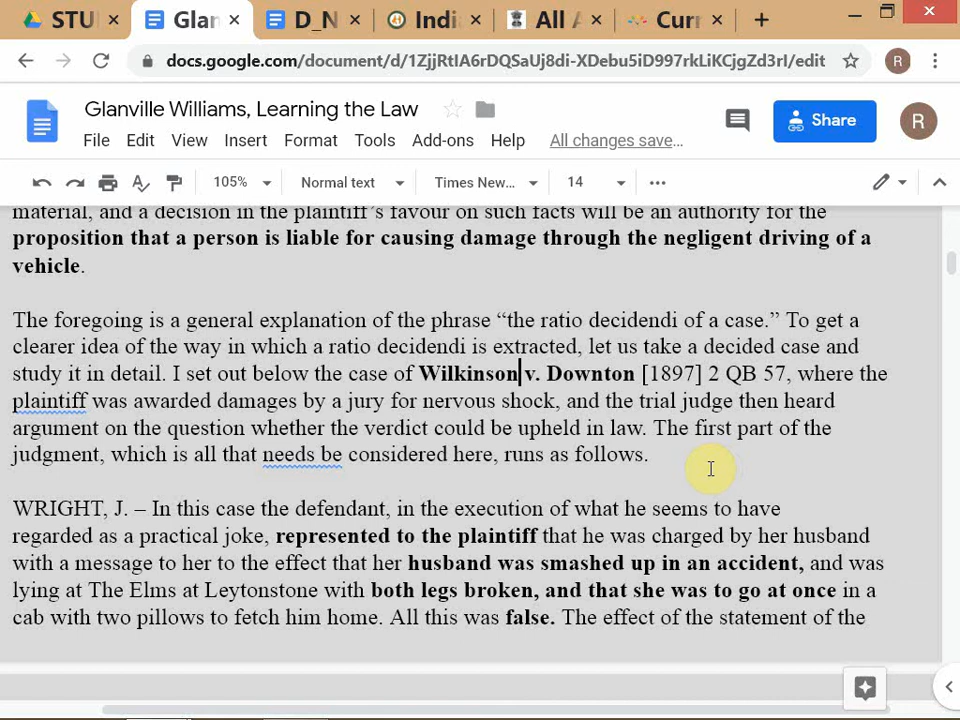 STU
Glan
D_N
Indi
All A
Curr
docs.google.com/document/d/1ZjjRtIA6rDQSaUj8di-XDebu5iD997rkLiKCjgZd3rI/edit
R
Glanville Williams, Learning the Law
Share
R
File Edit View Insert Format Tools Add-ons Help All changes save…
105% Normal text Times New… 14
material, and a decision in the plaintiff's favour on such facts will be an authority for the
proposition that a person is liable for causing damage through the negligent driving of a
vehicle.
The foregoing is a general explanation of the phrase “the ratio decidendi of a case.” To get a
clearer idea of the way in which a ratio decidendi is extracted, let us take a decided case and
study it in detail. I set out below the case of Wilkinson v. Downton [1897] 2 QB 57, where the
plaintiff was awarded damages by a jury for nervous shock, and the trial judge then heard
argument on the question whether the verdict could be upheld in law. The first part of the
judgment, which is all that needs be considered here, runs as follows.
WRIGHT, J. – In this case the defendant, in the execution of what he seems to have
regarded as a practical joke, represented to the plaintiff that he was charged by her husband
with a message to her to the effect that her husband was smashed up in an accident, and was
lying at The Elms at Leytonstone with both legs broken, and that she was to go at once in a
cab with two pillows to fetch him home. All this was false. The effect of the statement of the